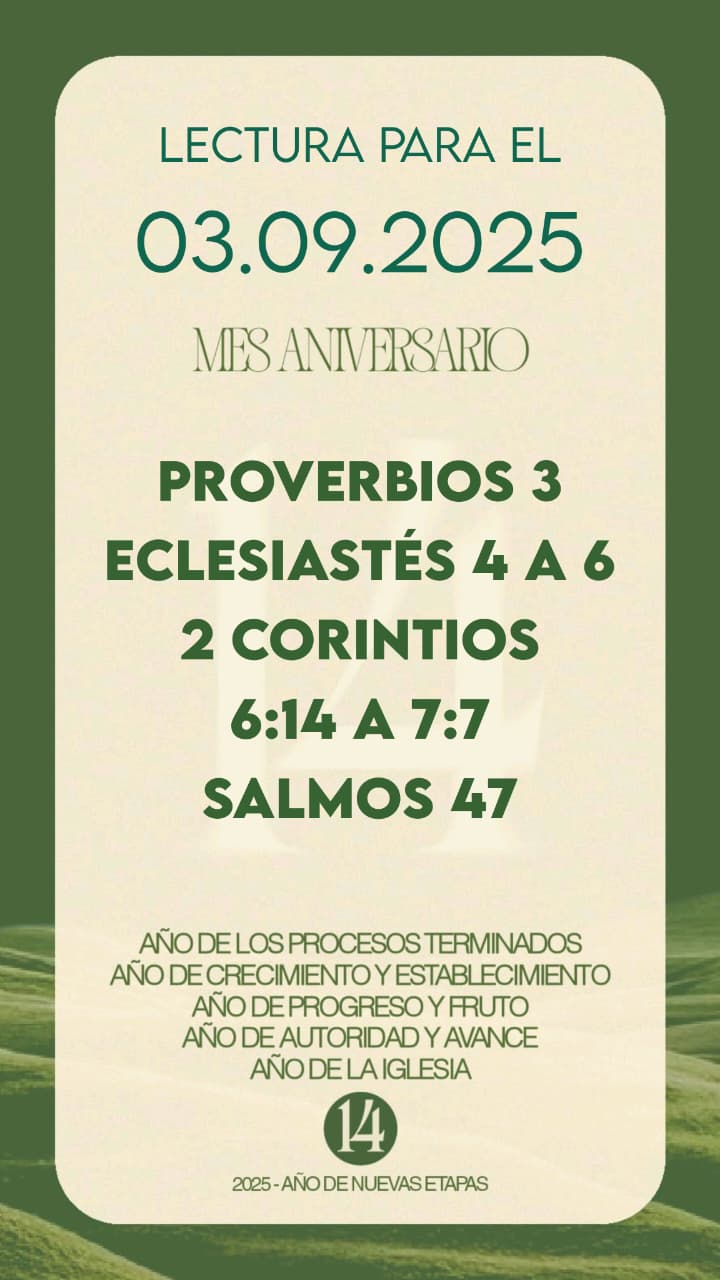 LECTURA PARA EL
03.09.2025
MES ANIVERSARIO
PROVERBIOS 3
ECLESIASTÉS 4 A 6
2 CORINTIOS
6:14 A 7:7
SALMOS 47
AÑO DE LOS PROCESOS TERMINADOS
AÑO DE CRECIMIENTO Y ESTABLECIMIENTO
AÑO DE PROGRESO Y FRUTO
AÑO DE AUTORIDAD Y AVANCE
AÑO DE LA IGLESIA
14
2025 - AÑO DE NUEVAS ETAPAS